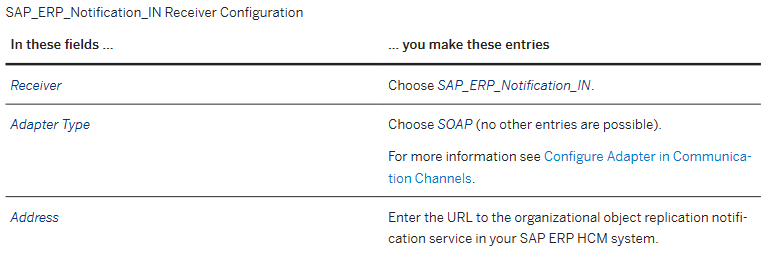 SAP_ERP_Notification_IN Receiver Configuration
In these fields ... ... you make these entries
Receiver Choose SAP_ERP_Notification_IN.
Adapter Type Choose SOAP (no other entries are possible).
For more information see Configure Adapter in Communica-
tion Channels.
Address Enter the URL to the organizational object replication notifi-
cation service in your SAP ERP HCM system.